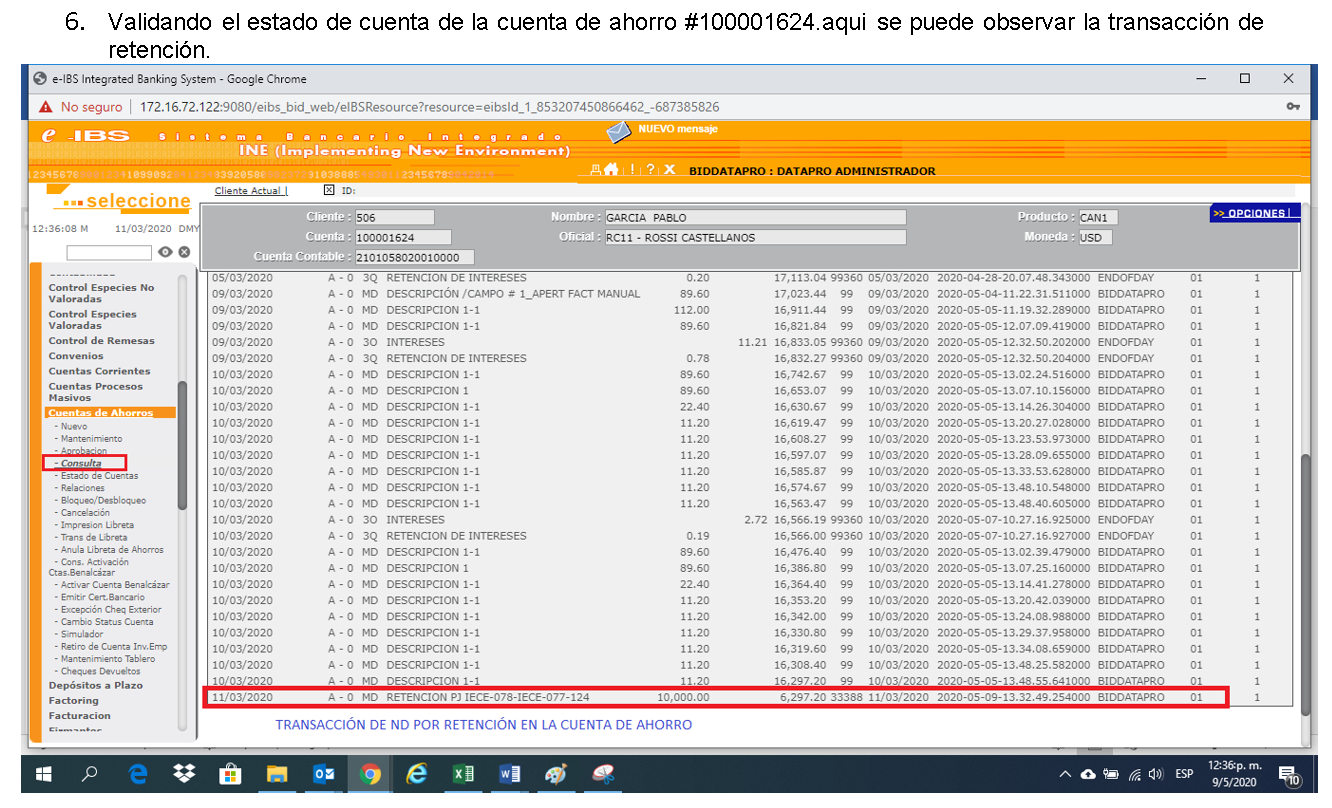 6. Validando el estado de cuenta de la cuenta de ahorro #100001624.aqui se puede observar la transacción de
retención.
e-IBS Integrated Banking System - Google Chrome
No seguro | 172.16.72.122:9080/eibs_bid_web/eIBSResource?resource=eibsId_1_853207450866462_-687385826
e-IBS Sistema Bancario Integrado
NUEVO mensaje
INE (Implementing New Environment)
! ? X BIDDATAPRO : DATAPRO ADMINISTRADOR
...seleccione
Cliente Actual | ID:
12:36:08 M 11/03/2020 DMY
Cliente : 506 Nombre : GARCIA PABLO Producto : CAN1 >> OPCIONES |
Cuenta : 100001624 Oficial : RC11 - ROSSI CASTELLANOS Moneda : USD
Cuenta Contable : 2101058020010000
Control Especies No
Valoradas
Control Especies
Valoradas
Control de Remesas
Convenios
Cuentas Corrientes
Cuentas Procesos
Masivos
Cuentas de Ahorros
- Nuevo
- Mantenimiento
- Aprobacion
- Consulta
- Estado de Cuentas
- Relaciones
- Bloqueo/Desbloqueo
- Cancelación
- Impresion Libreta
- Trans de Libreta
- Anula Libreta de Ahorros
- Cons. Activación
Ctas.Benalcázar
- Activar Cuenta Benalcázar
- Emitir Cert.Bancario
- Excepción Cheq Exterior
- Cambio Status Cuenta
- Simulador
- Retiro de Cuenta Inv.Emp
- Mantenimiento Tablero
- Cheques Devueltos
Depósitos a Plazo
Factoring
Facturacion
Firmantes
05/03/2020 A - 0 3Q RETENCION DE INTERESES 0.20 17,113.04 99360 05/03/2020 2020-04-28-20.07.48.343000 ENDOFDAY 01 1
09/03/2020 A - 0 MD DESCRIPCIÓN /CAMPO # 1_APERT FACT MANUAL 89.60 17,023.44 99 09/03/2020 2020-05-04-11.22.31.511000 BIDDATAPRO 01 1
09/03/2020 A - 0 MD DESCRIPCION 1-1 112.00 16,911.44 99 09/03/2020 2020-05-05-11.19.32.289000 BIDDATAPRO 01 1
09/03/2020 A - 0 MD DESCRIPCION 1-1 89.60 16,821.84 99 09/03/2020 2020-05-05-12.07.09.419000 BIDDATAPRO 01 1
09/03/2020 A - 0 3O INTERESES 11.21 16,833.05 99360 09/03/2020 2020-05-05-12.32.50.202000 ENDOFDAY 01 1
09/03/2020 A - 0 3Q RETENCION DE INTERESES 0.78 16,832.27 99360 09/03/2020 2020-05-05-12.32.50.204000 ENDOFDAY 01 1
10/03/2020 A - 0 MD DESCRIPCION 1-1 89.60 16,742.67 99 10/03/2020 2020-05-05-13.02.24.516000 BIDDATAPRO 01 1
10/03/2020 A - 0 MD DESCRIPCION 1 89.60 16,653.07 99 10/03/2020 2020-05-05-13.07.10.156000 BIDDATAPRO 01 1
10/03/2020 A - 0 MD DESCRIPCION 1-1 22.40 16,630.67 99 10/03/2020 2020-05-05-13.14.26.304000 BIDDATAPRO 01 1
10/03/2020 A - 0 MD DESCRIPCION 1-1 11.20 16,619.47 99 10/03/2020 2020-05-05-13.20.27.028000 BIDDATAPRO 01 1
10/03/2020 A - 0 MD DESCRIPCION 1-1 11.20 16,608.27 99 10/03/2020 2020-05-05-13.23.53.973000 BIDDATAPRO 01 1
10/03/2020 A - 0 MD DESCRIPCION 1-1 11.20 16,597.07 99 10/03/2020 2020-05-05-13.28.09.655000 BIDDATAPRO 01 1
10/03/2020 A - 0 MD DESCRIPCION 1-1 11.20 16,585.87 99 10/03/2020 2020-05-05-13.33.53.628000 BIDDATAPRO 01 1
10/03/2020 A - 0 MD DESCRIPCION 1-1 11.20 16,574.67 99 10/03/2020 2020-05-05-13.48.10.548000 BIDDATAPRO 01 1
10/03/2020 A - 0 MD DESCRIPCION 1-1 11.20 16,563.47 99 10/03/2020 2020-05-05-13.48.40.605000 BIDDATAPRO 01 1
10/03/2020 A - 0 3O INTERESES 2.72 16,566.19 99360 10/03/2020 2020-05-07-10.27.16.925000 ENDOFDAY 01 1
10/03/2020 A - 0 3Q RETENCION DE INTERESES 0.19 16,566.00 99360 10/03/2020 2020-05-07-10.27.16.927000 ENDOFDAY 01 1
10/03/2020 A - 0 MD DESCRIPCION 1-1 89.60 16,476.40 99 10/03/2020 2020-05-05-13.02.39.479000 BIDDATAPRO 01 1
10/03/2020 A - 0 MD DESCRIPCION 1 89.60 16,386.80 99 10/03/2020 2020-05-05-13.07.25.160000 BIDDATAPRO 01 1
10/03/2020 A - 0 MD DESCRIPCION 1-1 22.40 16,364.40 99 10/03/2020 2020-05-05-13.14.41.278000 BIDDATAPRO 01 1
10/03/2020 A - 0 MD DESCRIPCION 1-1 11.20 16,353.20 99 10/03/2020 2020-05-05-13.20.42.039000 BIDDATAPRO 01 1
10/03/2020 A - 0 MD DESCRIPCION 1-1 11.20 16,342.00 99 10/03/2020 2020-05-05-13.24.08.988000 BIDDATAPRO 01 1
10/03/2020 A - 0 MD DESCRIPCION 1-1 11.20 16,330.80 99 10/03/2020 2020-05-05-13.29.37.958000 BIDDATAPRO 01 1
10/03/2020 A - 0 MD DESCRIPCION 1-1 11.20 16,319.60 99 10/03/2020 2020-05-05-13.34.08.659000 BIDDATAPRO 01 1
10/03/2020 A - 0 MD DESCRIPCION 1-1 11.20 16,308.40 99 10/03/2020 2020-05-05-13.48.25.582000 BIDDATAPRO 01 1
10/03/2020 A - 0 MD DESCRIPCION 1-1 11.20 16,297.20 99 10/03/2020 2020-05-05-13.48.55.641000 BIDDATAPRO 01 1
11/03/2020 A - 0 MD RETENCION PJ IECE-078-IECE-077-124 10,000.00 6,297.20 33388 11/03/2020 2020-05-09-13.32.49.254000 BIDDATAPRO 01 1
TRANSACCIÓN DE ND POR RETENCIÓN EN LA CUENTA DE AHORRO
ESP
12:36 p. m.
9/5/2020
10